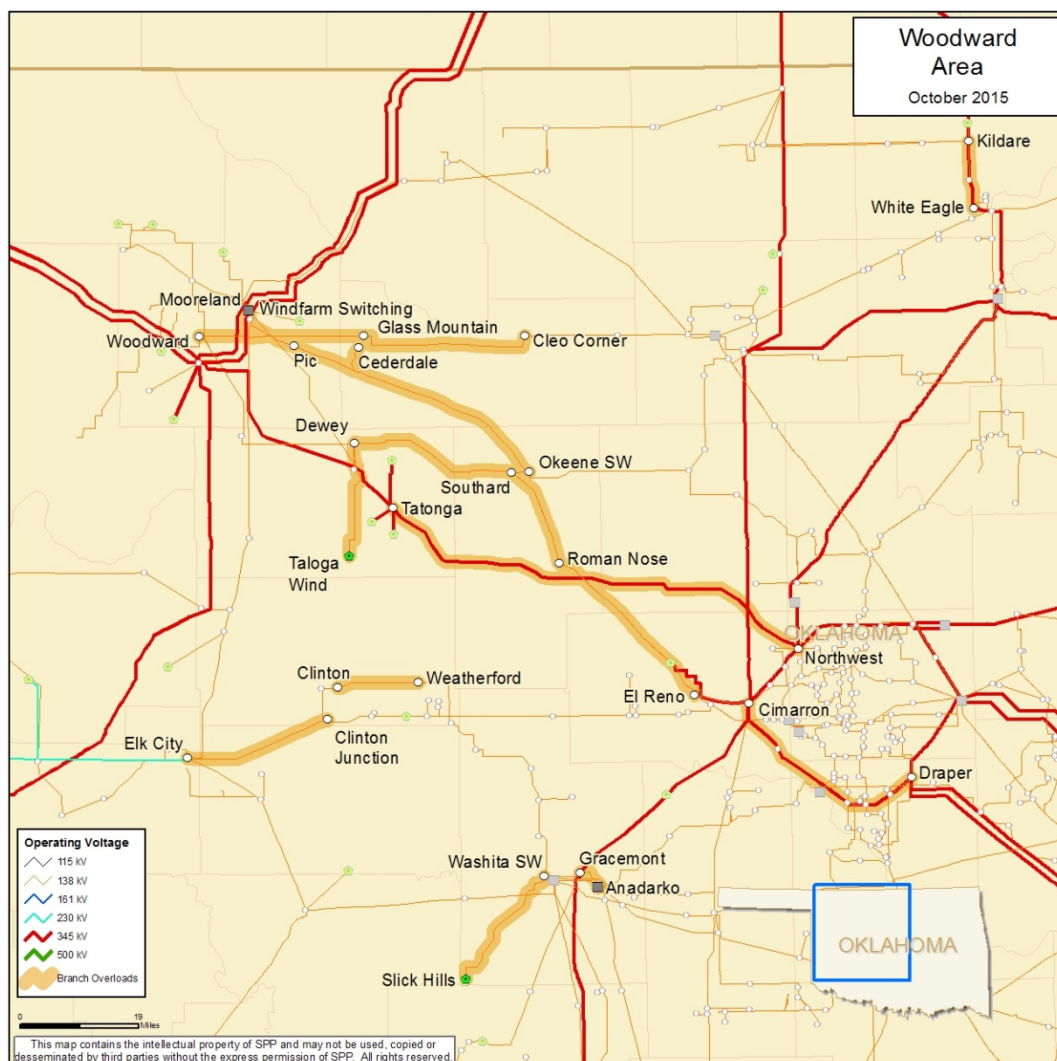 Woodward
Area
October 2015
Kildare
White Eagle
Mooreland
Windfarm Switching
Woodward
Glass Mountain
Cleo Corner
Pic
Cederdale
Dewey
Okeene SW
Southard
Tatonga
Taloga
Wind
Roman Nose
OKLAHOMA
Northwest
Clinton
Weatherford
El Reno
Cimarron
Clinton
Junction
Elk City
Draper
Operating Voltage
115 kV
138 kV
161 kV
230 kV
345 kV
500 kV
Branch Overloads
Washita SW
Gracemont
Anadarko
OKLAHOMA
Slick Hills
0 19
Miles
This map contains the intellectual property of SPP and may not be used, copied or
desseminated by third parties without the express permission of SPP. All rights reserved.